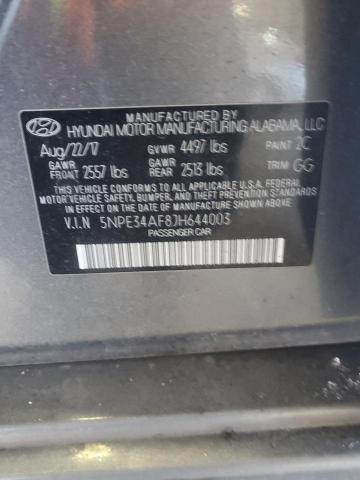 MANUFACTURED BY
HYUNDAI MOTOR MANUFACTURING ALABAMA, LLC
Aug/22/17 GVWR 4497 lbs PAINT 2C
GAWR FRONT 2557 lbs GAWR REAR 2513 lbs TRIM GG
THIS VEHICLE CONFORMS TO ALL APPLICABLE U.S.A. FEDERAL
MOTOR VEHICLE SAFETY, BUMPER, AND THEFT PREVENTION
STANDARDS IN EFFECT ON THE DATE OF MANUFACTURE SHOWN ABOVE
V.I.N 5NPE34AF8JH644003
PASSENGER CAR